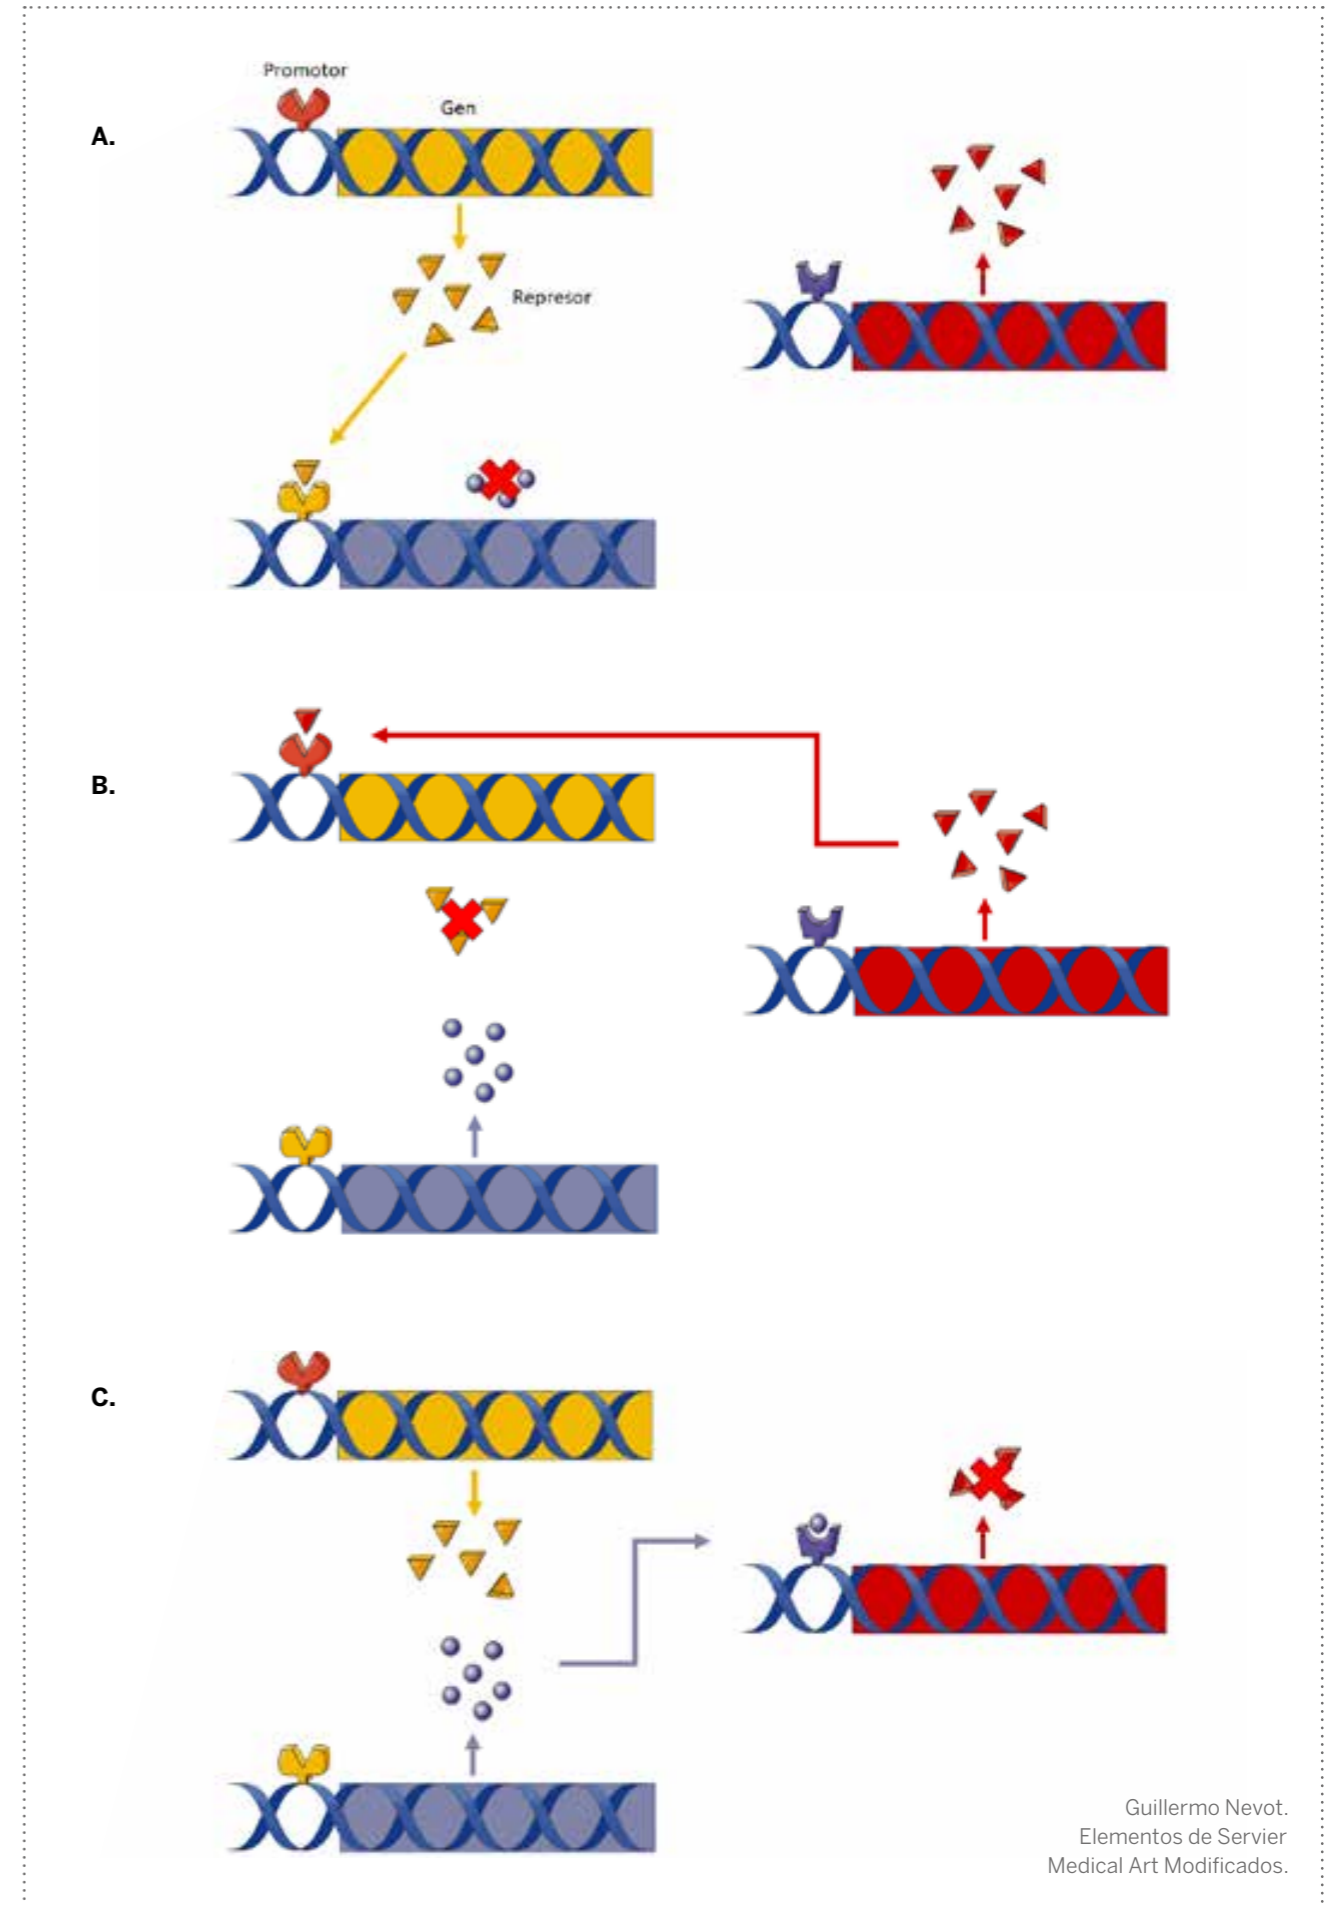 Promotor
Gen
A.
Represor
B.
C.
Guillermo Nevot.
Elementos de Servier
Medical Art Modificados.